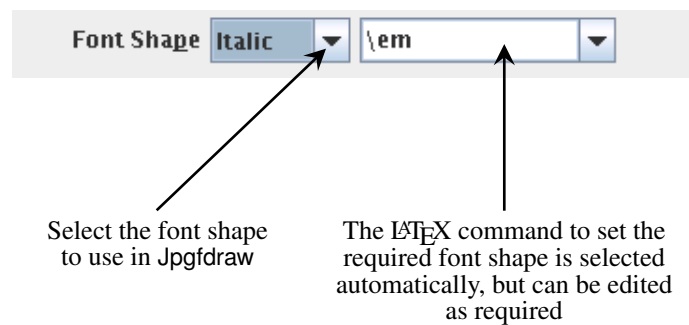 Font Shape Italic \em
Select the font shape
to use in Jpgfdraw
The LATEX command to set the
required font shape is selected
automatically, but can be edited
as required